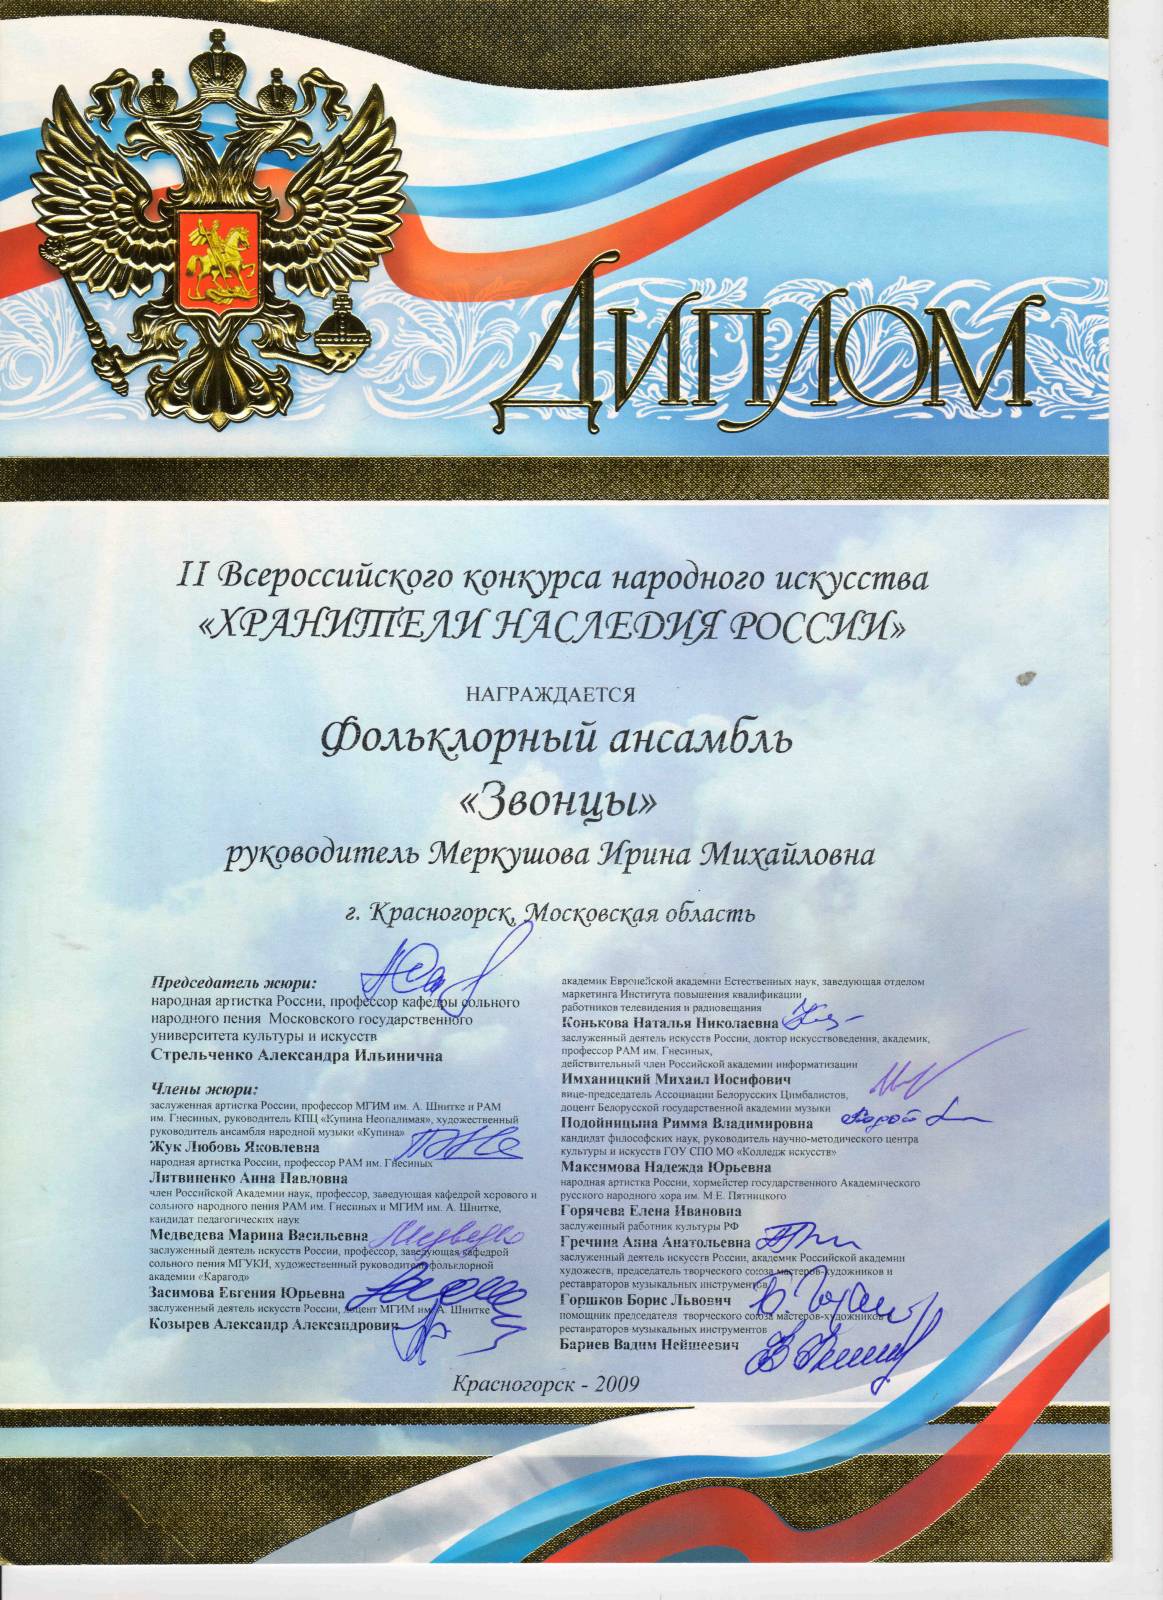 Диплом
II Всероссийского конкурса народного искусства
«ХРАНИТЕЛИ НАСЛЕДИЯ РОССИИ»
НАГРАЖДАЕТСЯ
Фольклорный ансамбль
«Звонцы»
руководитель Меркушова Ирина Михайловна
г. Красногорск, Московская область
Председатель жюри:
народная артистка России, профессор кафедры сольного
народного пения Московского государственного
университета культуры и искусств
Стрельченко Александра Ильинична
Члены жюри:
заслуженная артистка России, профессор МГИМ им. А. Шнитке и РАМ
им. Гнесиных, руководитель КПЦ «Купина Неопалимая», художественный
руководитель ансамбля народной музыки «Купина»
Жук Любовь Яковлевна
народная артистка России, профессор РАМ им. Гнесиных
Литвиненко Анна Павловна
член Российской Академии наук, профессор, заведующая кафедрой хорового и
сольного народного пения РАМ им. Гнесиных и МГИМ им. А. Шнитке,
кандидат педагогических наук
Медведева Марина Васильевна
заслуженный деятель искусств России, профессор, заведующая кафедрой
сольного пения МГУКИ, художественный руководитель фольклорной
академии «Карагод»
Засимова Евгения Юрьевна
заслуженный деятель искусств России, доцент МГИМ им. А. Шнитке
Козырев Александр Александрович
академик Европейской академии Естественных наук, заведующая отделом
маркетинга Института повышения квалификации
работников телевидения и радиовещания
Конькова Наталья Николаевна
заслуженный деятель искусств России, доктор искусствоведения, академик,
профессор РАМ им. Гнесиных,
действительный член Российской академии информатизации
Имханицкий Михаил Иосифович
вице-председатель Ассоциации Белорусских Цимбалистов,
доцент Белорусской государственной академии музыки
Подойницына Римма Владимировна
кандидат философских наук, руководитель научно-методического центра
культуры и искусств ГОУ СПО МО «Колледж искусств»
Максимова Надежда Юрьевна
народная артистка России, хормейстер государственного Академического
русского народного хора им. М.Е. Пятницкого
Горячева Елена Ивановна
заслуженный работник культуры РФ
Гречина Анна Анатольевна
заслуженный деятель искусств России, академик Российской академии
художеств, председатель творческого союза мастеров-художников и
реставраторов музыкальных инструментов
Горшков Борис Львович
помощник председателя творческого союза мастеров-художников
реставраторов музыкальных инструментов
Бариев Вадим Нейшеевич
Красногорск - 2009